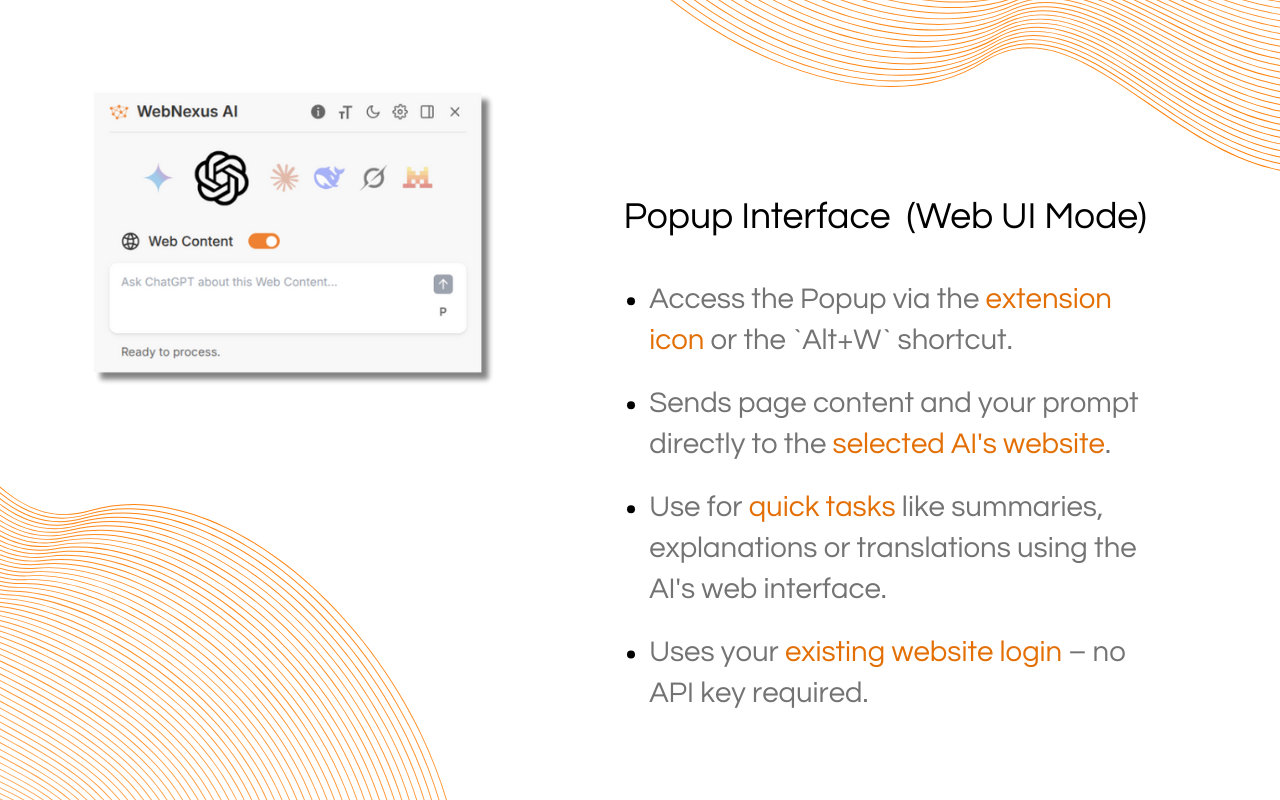 WebNexus AI
Web Content
Ask ChatGPT about this Web Content...
P
Ready to process.
Popup Interface (Web UI Mode)
• Access the Popup via the extension
icon or the `Alt+W` shortcut.
• Sends page content and your prompt
directly to the selected AI's website.
• Use for quick tasks like summaries,
explanations or translations using the
AI's web interface.
• Uses your existing website login – no
API key required.